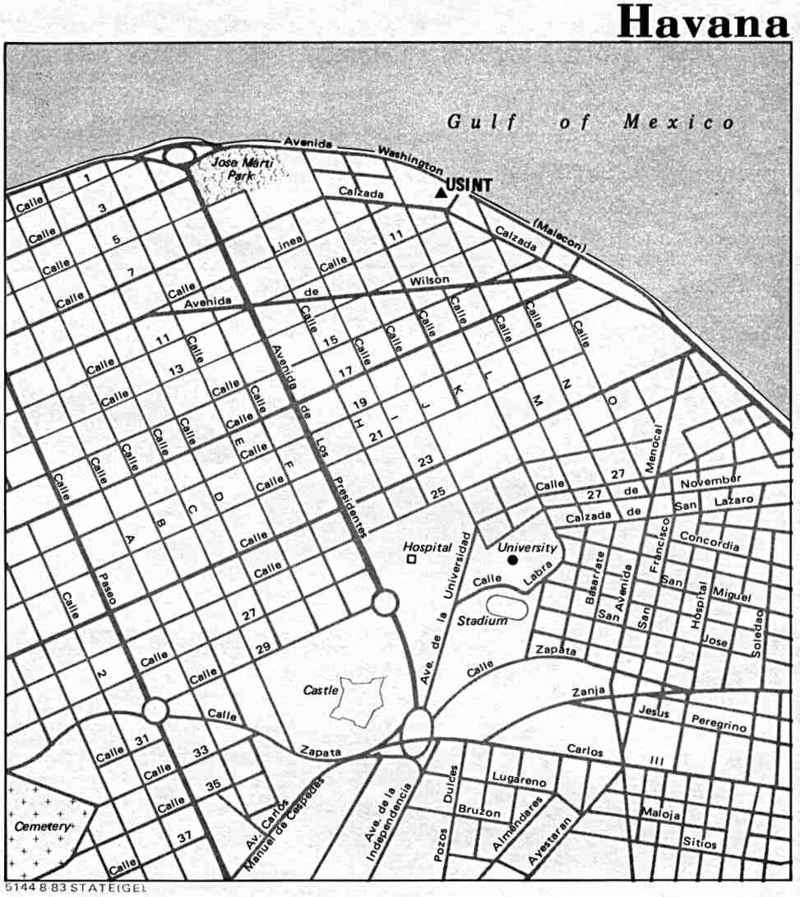 Havana
Gulf of Mexico
Avenida Washington
(Malecon)
Jose Marti
Park
USINT
Calzada
Calzada
Calle 1
Calle 3
Calle 5
Calle 7
Linea
Calle 11
Calle
Avenida de Wilson
Calle
Calle
Calle
Calle
Calle
Calle
Calle
Calle
Calle 11
Calle 13
15
17
19
21
23
25
Calle
Calle
Calle
Calle
Calle
Calle
Calle
Calle
Calle
Calle
Calle
Avenida de Los Presidentes
H
I
J
K
L
M
N
O
A
B
C
D
E
F
Calle
Paseo
Calle
2
Calle
Calle
Calle 27
Calle 29
Calle 27
27 de November
Menocal
Calzada de San Lazaro
San Francisco
Concordia
Hospital
University
Ave. de la Universidad
Calle Labra
Stadium
Basarrate
Avenida
San Miguel
Hospital
San Jose
San
Soledad
Calle Zapata
Zanja
Jesus Peregrino
Castle
Calle Zapata
Carlos III
Calle 31
Calle 33
Calle 35
Calle 37
Cemetery
Av. Carlos
Manuel de Cespedes
Ave. de la
Independencia
Pozos Dulces
Lugareno
Bruzon
Almendares
Ayestaran
Maloja
Sitios
5144 8 83 STATE(GE)